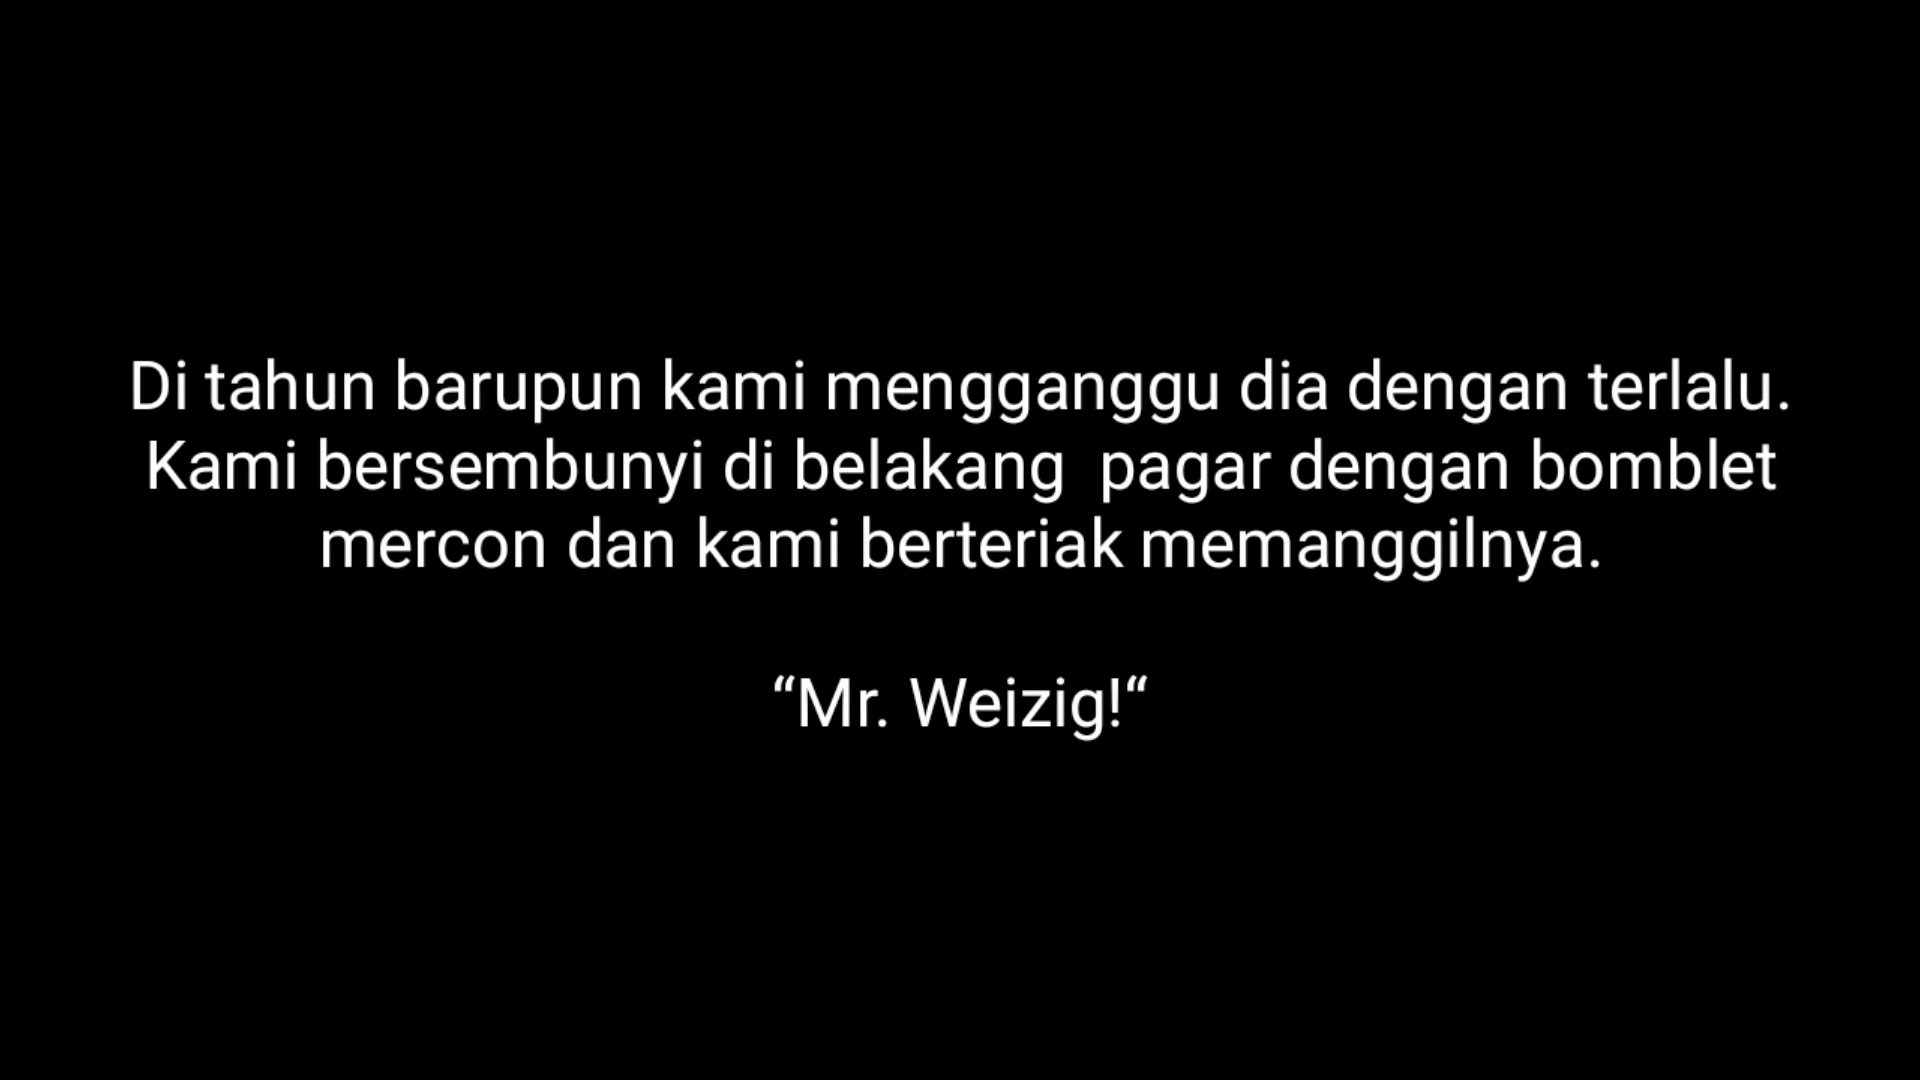 Di tahun barupun kami mengganggu dia dengan terlalu.
Kami bersembunyi di belakang  pagar dengan bomblet
mercon dan kami berteriak memanggilnya.
“Mr. Weizig!“